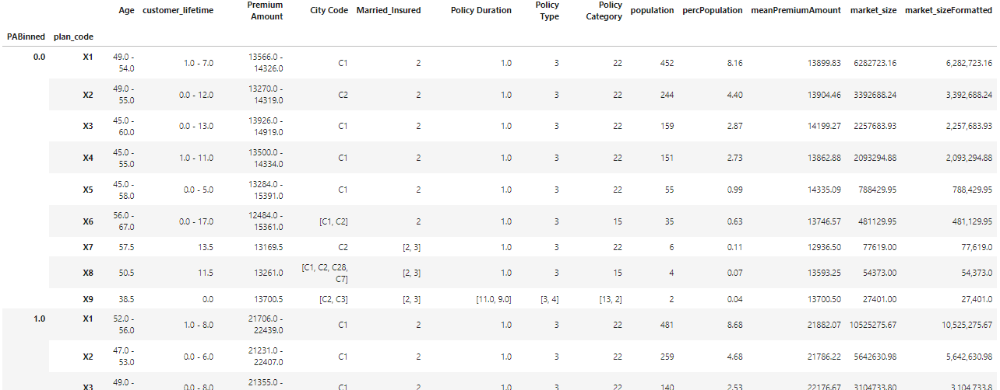 Age customer_lifetime Premium Amount City Code Married_Insured Policy Duration Policy Type Policy Category population percPopulation meanPremiumAmount market_size market_sizeFormatted
PABinned plan_code
0.0 X1 49.0 - 54.0 1.0 - 7.0 13566.0 - 14326.0 C1 2 1.0 3 22 452 8.16 13899.83 6282723.16 6,282,723.16
X2 49.0 - 55.0 0.0 - 12.0 13270.0 - 14319.0 C2 2 1.0 3 22 244 4.40 13904.46 3392688.24 3,392,688.24
X3 45.0 - 60.0 0.0 - 13.0 13926.0 - 14919.0 C1 2 1.0 3 22 159 2.87 14199.27 2257683.93 2,257,683.93
X4 45.0 - 55.0 1.0 - 11.0 13500.0 - 14334.0 C1 2 1.0 3 22 151 2.73 13862.88 2093294.88 2,093,294.88
X5 45.0 - 58.0 0.0 - 5.0 13284.0 - 15391.0 C1 2 1.0 3 22 55 0.99 14335.09 788429.95 788,429.95
X6 56.0 - 67.0 0.0 - 17.0 12484.0 - 15361.0 [C1, C2] 2 1.0 3 15 35 0.63 13746.57 481129.95 481,129.95
X7 57.5 13.5 13169.5 C2 [2, 3] 1.0 3 22 6 0.11 12936.50 77619.00 77,619.0
X8 50.5 11.5 13261.0 [C1, C2, C28, C7] [2, 3] 1.0 3 15 4 0.07 13593.25 54373.00 54,373.0
X9 38.5 0.0 13700.5 [C2, C3] [2, 3] [11.0, 9.0] [3, 4] [13, 2] 2 0.04 13700.50 27401.00 27,401.0
1.0 X1 52.0 - 56.0 1.0 - 8.0 21706.0 - 22439.0 C1 2 1.0 3 22 481 8.68 21882.07 10525275.67 10,525,275.67
X2 47.0 - 53.0 0.0 - 6.0 21231.0 - 22407.0 C1 2 1.0 3 22 259 4.68 21786.22 5642630.98 5,642,630.98
X3 49.0 - 0.0 - 8.0 21355.0 - C1 2 1.0 3 22 140 2.53 22176.67 3104733.80 3,104,733.8